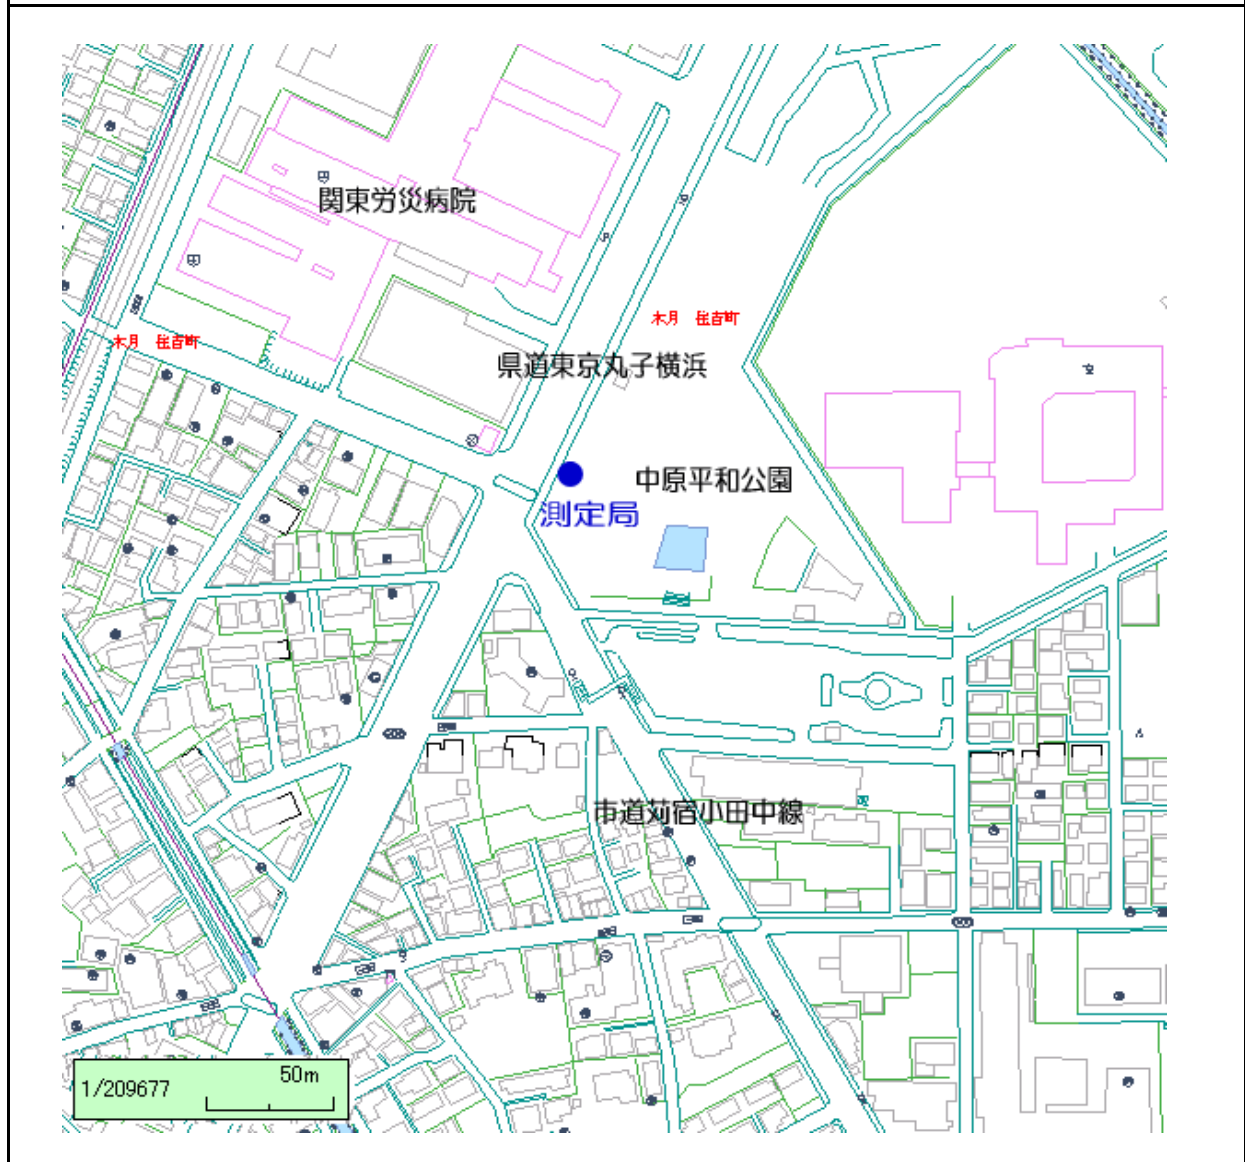 関東労災病院
木月 住吉町
木月 住吉町
県道東京丸子横浜
中原平和公園
測定局
市道苅宿小田中線
50m
1/209677